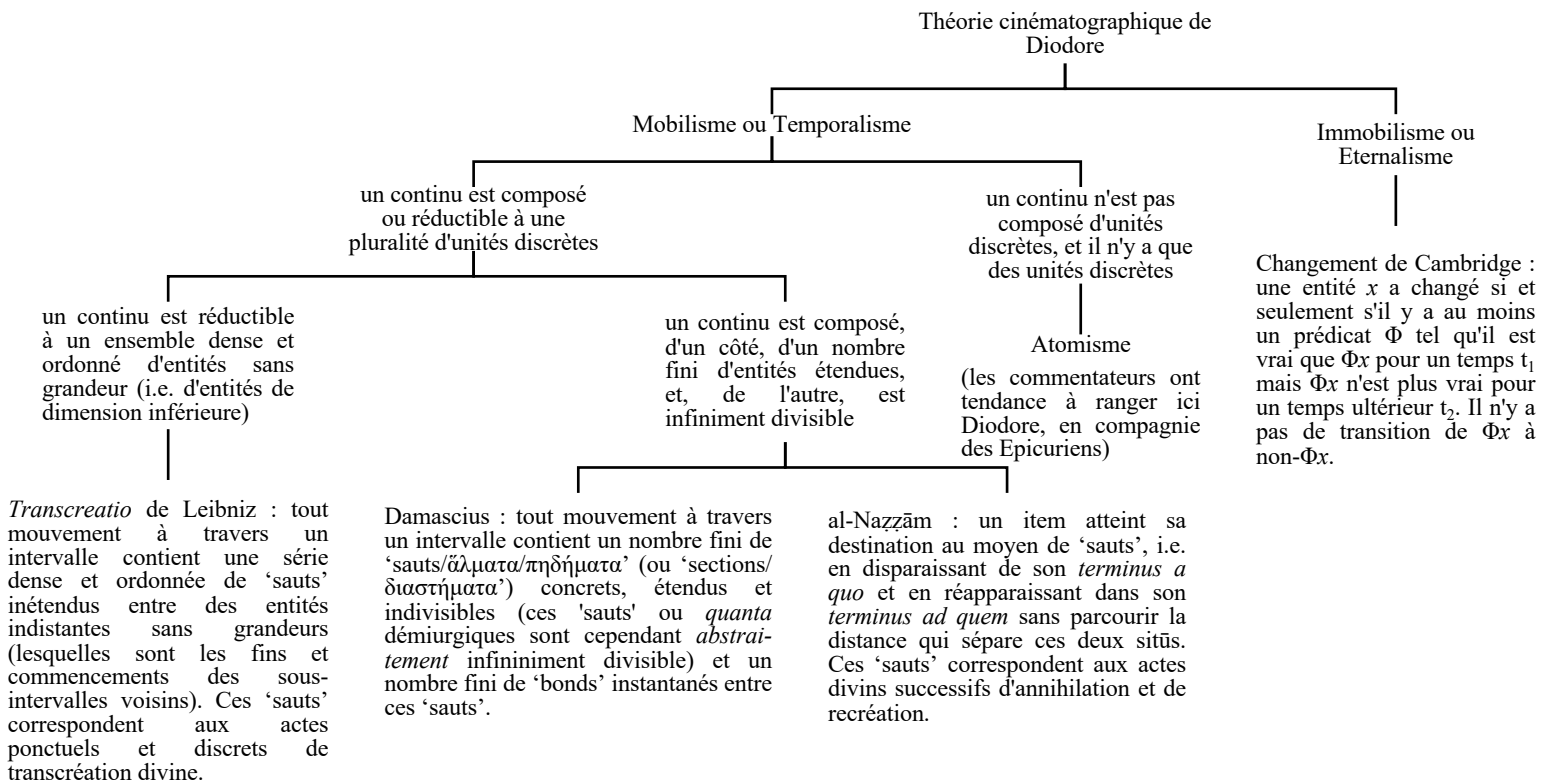 Théorie cinématographique de
Diodore
Mobilisme ou Temporalisme
Immobilisme ou
Eternalisme
un continu est composé
ou réductible à une
pluralité d'unités discrètes
un continu n'est pas
composé d'unités
discrètes, et il n'y a que
des unités discrètes
Changement de Cambridge :
une entité x a changé si et
seulement s'il y a au moins
un prédicat Φ tel qu'il est
vrai que Φx pour un temps t₁
mais Φx n'est plus vrai pour
un temps ultérieur t₂. Il n'y a
pas de transition de Φx à
non-Φx.
un continu est réductible
à un ensemble dense et
ordonné d'entités sans
grandeur (i.e. d'entités de
dimension inférieure)
un continu est composé,
d'un côté, d'un nombre
fini d'entités étendues,
et, de l'autre, est
infiniment divisible
Atomisme
(les commentateurs ont
tendance à ranger ici
Diodore, en compagnie
des Epicuriens)
Transcreatio de Leibniz : tout
mouvement à travers un
intervalle contient une série
dense et ordonnée de ‘sauts’
inétendus entre des entités
indistantes sans grandeurs
(lesquelles sont les fins et
commencements des sous-
intervalles voisins). Ces ‘sauts’
correspondent aux actes
ponctuels et discrets de
transcréation divine.
Damascius : tout mouvement à travers
un intervalle contient un nombre fini de
‘sauts/ἅλματα/πηδήματα’ (ou ‘sections/
διαστήματα’) concrets, étendus et
indivisibles (ces 'sauts' ou quanta
démiurgiques sont cependant abstrai-
tement infininiment divisible) et un
nombre fini de ‘bonds’ instantanés entre
ces ‘sauts’.
al-Naẓẓām : un item atteint sa
destination au moyen de ‘sauts’, i.e.
en disparaissant de son terminus a
quo et en réapparaissant dans son
terminus ad quem sans parcourir la
distance qui sépare ces deux sitūs.
Ces ‘sauts’ correspondent aux actes
divins successifs d'annihilation et de
recréation.